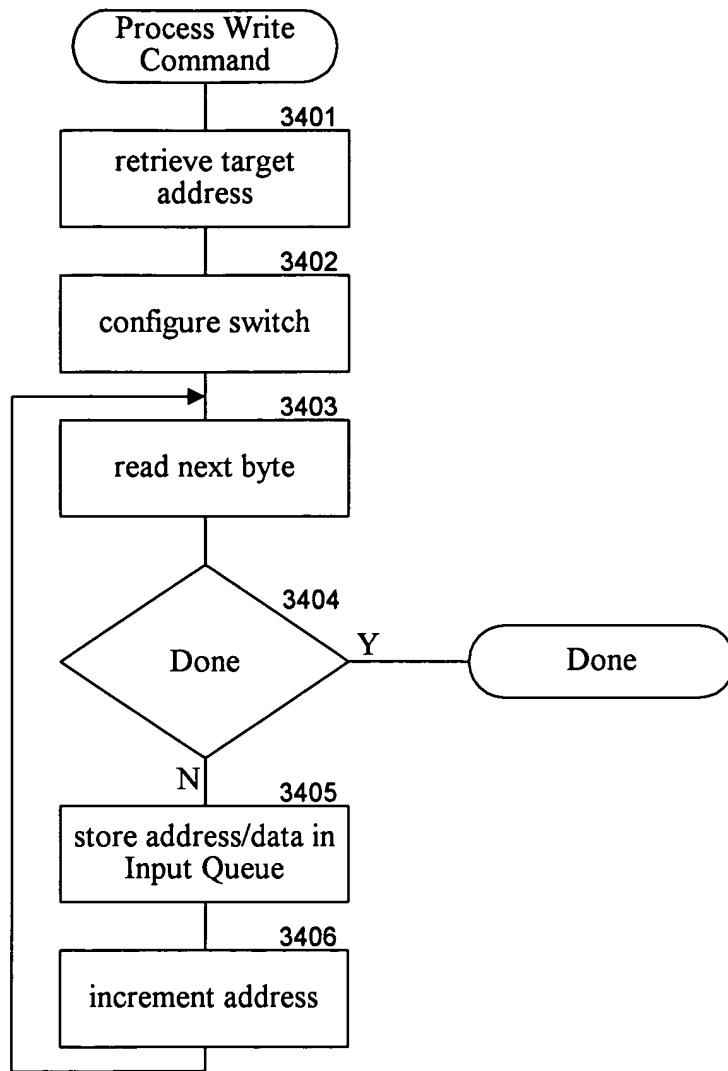 Process Write
Command
3401
retrieve target
address
3402
configure switch
3403
read next byte
3404
Done
Y
Done
N
3405
store address/data in
Input Queue
3406
increment address